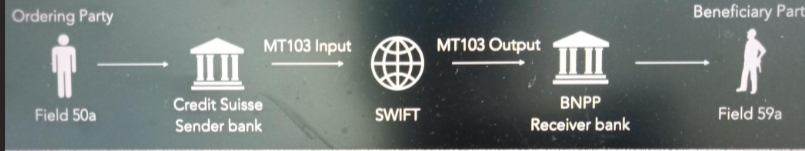 Ordering Party
Field 50a
Credit Suisse
Sender bank
MT103 Input
SWIFT
MT103 Output
BNPP
Receiver bank
Beneficiary Part
Field 59a